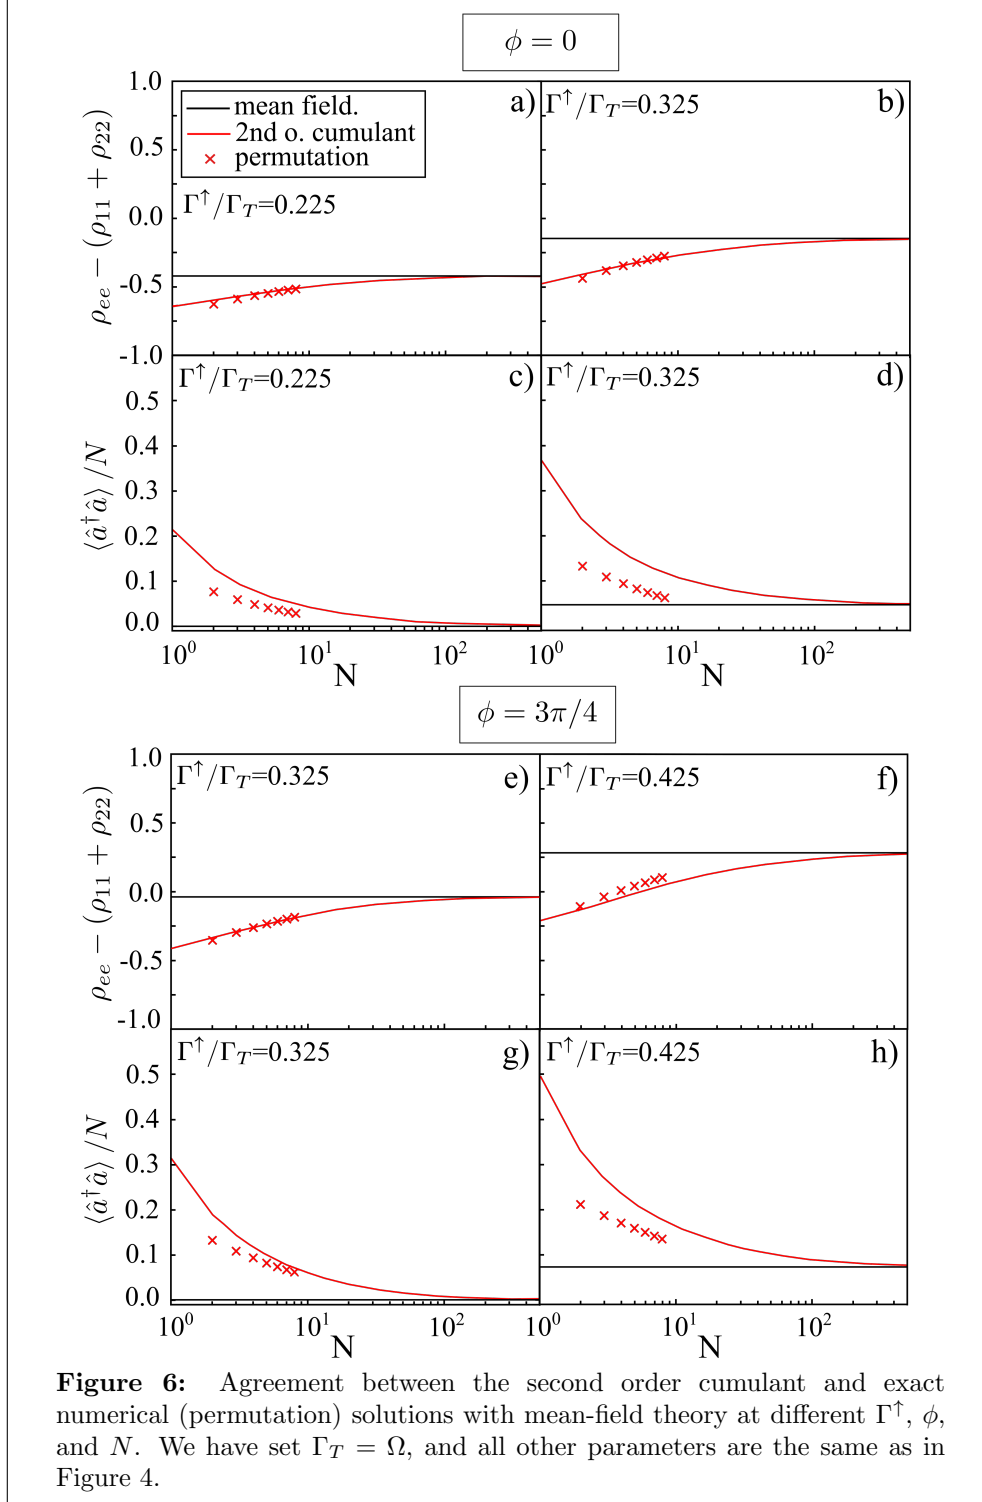 ϕ = 0
1.0
0.5
0.0
-0.5
-1.0
ρee − (ρ11 + ρ22)
mean field.
2nd o. cumulant
permutation
a)
Γ↑/ΓT=0.225
Γ↑/ΓT=0.325
b)
Γ↑/ΓT=0.225
c)
Γ↑/ΓT=0.325
d)
0.5
0.4
0.3
0.2
0.1
0.0
⟨â†â⟩/N
10^0
10^1
10^2
10^0
10^1
10^2
N
N
ϕ = 3π/4
1.0
0.5
0.0
-0.5
-1.0
ρee − (ρ11 + ρ22)
Γ↑/ΓT=0.325
e)
Γ↑/ΓT=0.425
f)
Γ↑/ΓT=0.325
g)
Γ↑/ΓT=0.425
h)
0.5
0.4
0.3
0.2
0.1
0.0
⟨â†â⟩/N
10^0
10^1
10^2
10^0
10^1
10^2
N
N
Figure 6: Agreement between the second order cumulant and exact
numerical (permutation) solutions with mean-field theory at different Γ↑, ϕ,
and N. We have set ΓT = Ω, and all other parameters are the same as in
Figure 4.